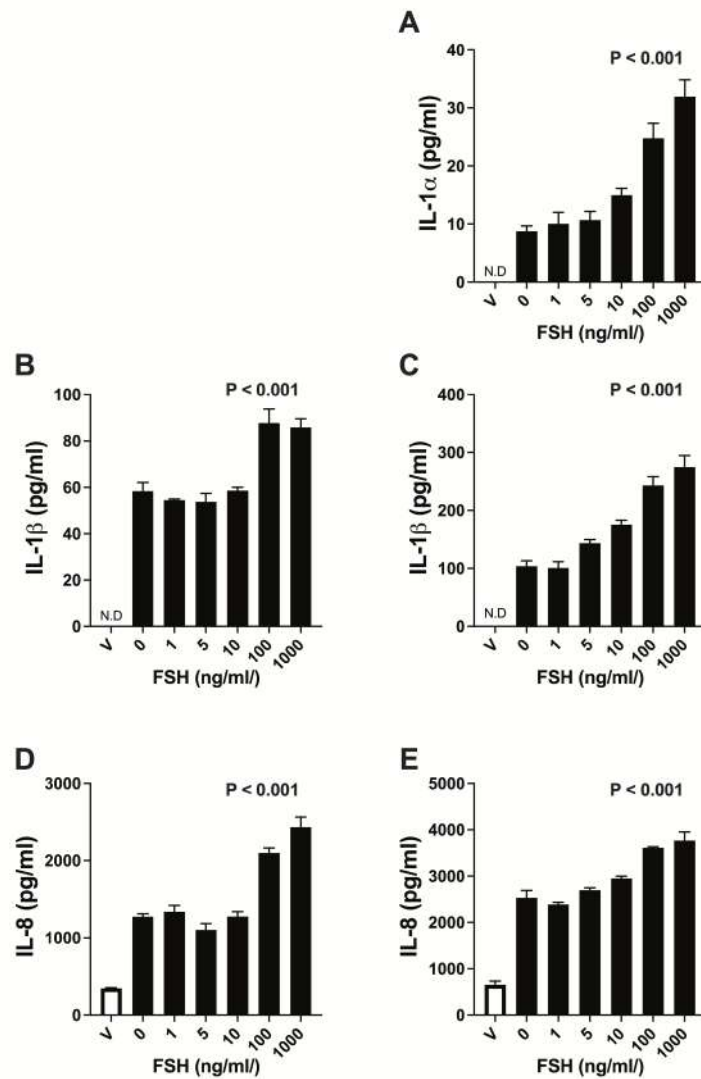 A
P < 0.001
IL-1α (pg/ml)
40
30
20
10
0
N.D
V 0 1 5 10 100 1000
FSH (ng/ml/)
B
P < 0.001
IL-1β (pg/ml)
100
80
60
40
20
0
N.D
V 0 1 5 10 100 1000
FSH (ng/ml/)
C
P < 0.001
IL-1β (pg/ml)
400
300
200
100
0
N.D
V 0 1 5 10 100 1000
FSH (ng/ml/)
D
P < 0.001
IL-8 (pg/ml)
3000
2000
1000
0
V 0 1 5 10 100 1000
FSH (ng/ml/)
E
P < 0.001
IL-8 (pg/ml)
5000
4000
3000
2000
1000
0
V 0 1 5 10 100 1000
FSH (ng/ml/)